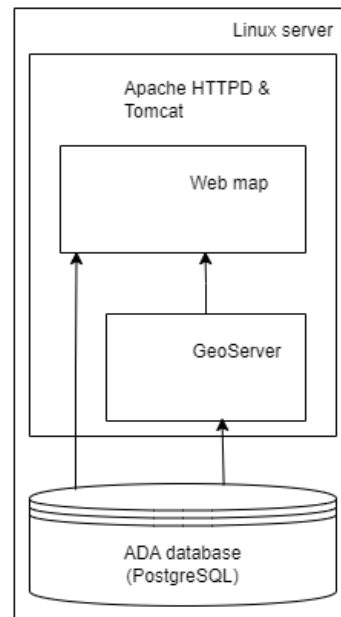 Linux server
Apache HTTPD &
Tomcat
Web map
GeoServer
ADA database
(PostgreSQL)